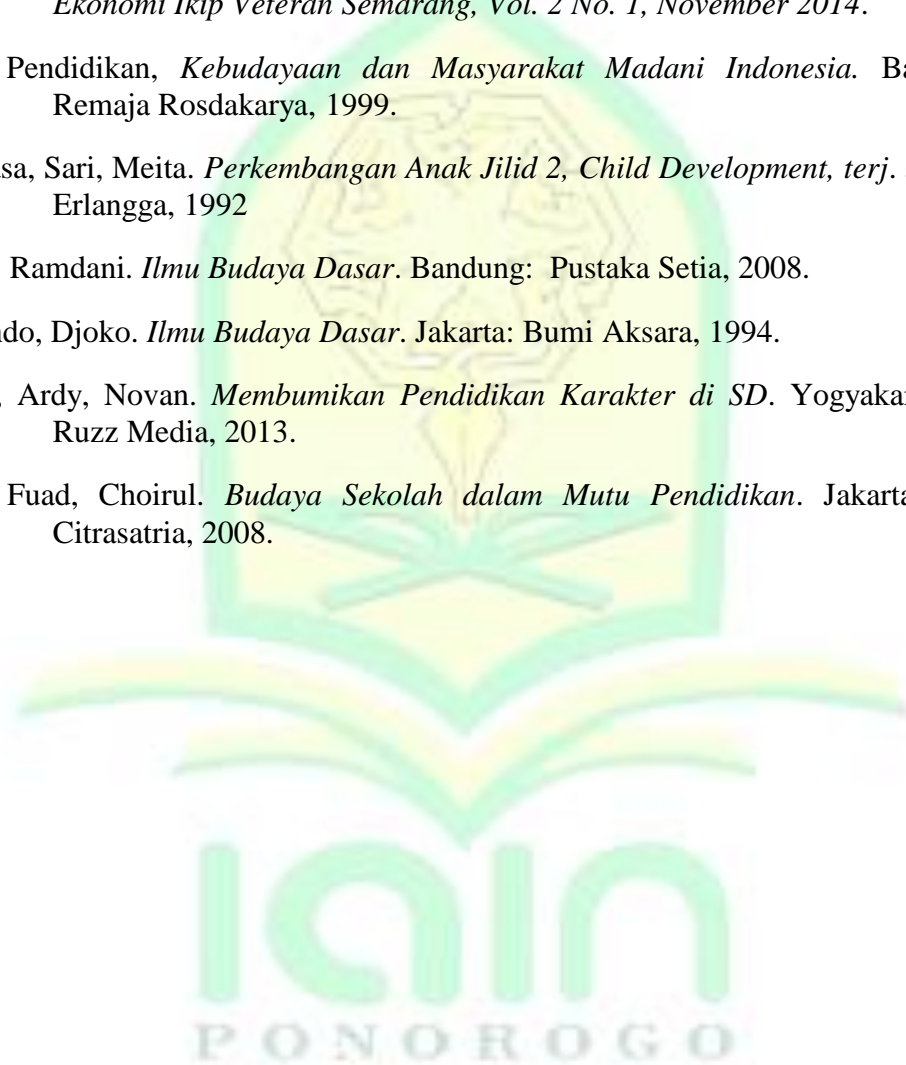 Ekonomi Ikip Veteran Semarang, Vol. 2 No. 1, November 2014.
Pendidikan, Kebudayaan dan Masyarakat Madani Indonesia. Ba
Remaja Rosdakarya, 1999.
sa, Sari, Meita. Perkembangan Anak Jilid 2, Child Development, terj.
Erlangga, 1992
Ramdani. Ilmu Budaya Dasar. Bandung: Pustaka Setia, 2008.
ndo, Djoko. Ilmu Budaya Dasar. Jakarta: Bumi Aksara, 1994.
, Ardy, Novan. Membumikan Pendidikan Karakter di SD. Yogyakar
Ruzz Media, 2013.
Fuad, Choirul. Budaya Sekolah dalam Mutu Pendidikan. Jakarta
Citrasatria, 2008.
iain
PONOROGO